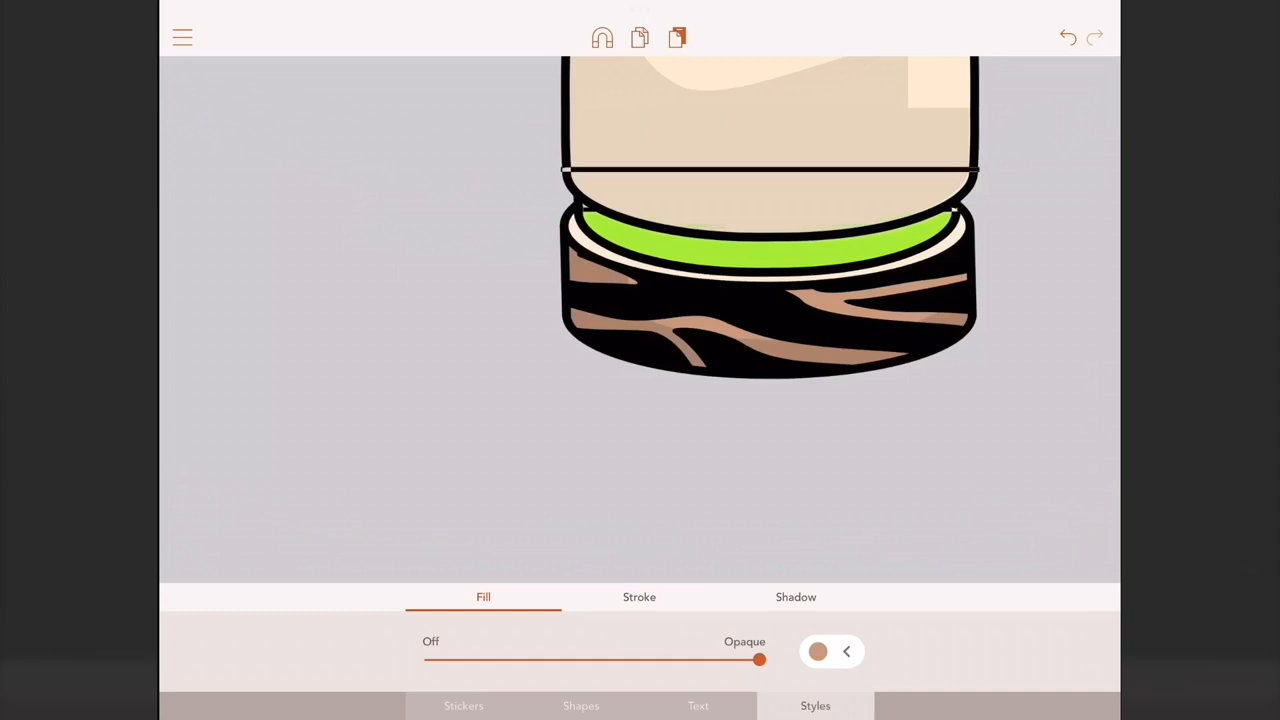 Fill
Stroke
Shadow
Off
Opaque
Stickers
Shapes
Text
Styles